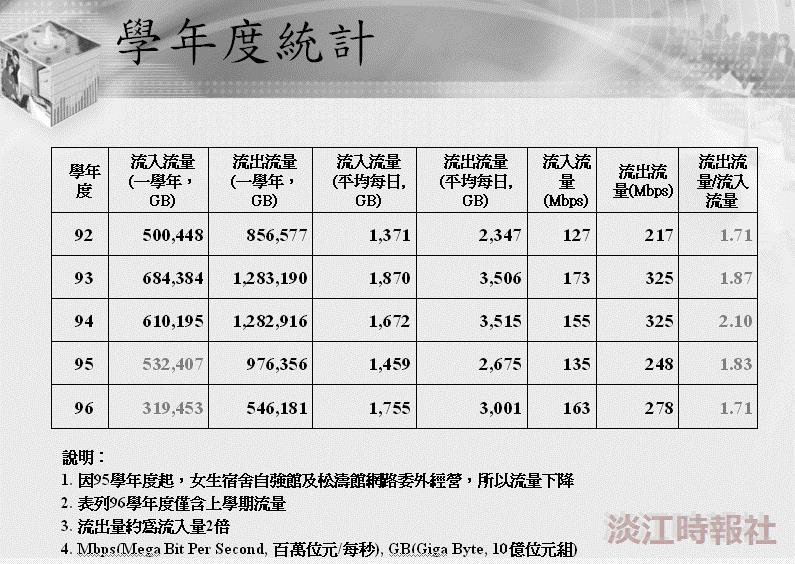 學年度統計
學年度 流入流量(一學年，GB) 流出流量(一學年，GB) 流入流量(平均每日, GB) 流出流量(平均每日, GB) 流入流量(Mbps) 流出流量(Mbps) 流出流量/流入流量
92 500,448 856,577 1,371 2,347 127 217 1.71
93 684,384 1,283,190 1,870 3,506 173 325 1.87
94 610,195 1,282,916 1,672 3,515 155 325 2.10
95 532,407 976,356 1,459 2,675 135 248 1.83
96 319,453 546,181 1,755 3,001 163 278 1.71
說明：
1. 因95學年度起，女生宿舍自強館及松濤館網路委外經營，所以流量下降
2. 表列96學年度僅含上學期流量
3. 流出量約為流入量2倍
4. Mbps(Mega Bit Per Second, 百萬位元/每秒), GB(Giga Byte, 10億位元組)
淡江時報社